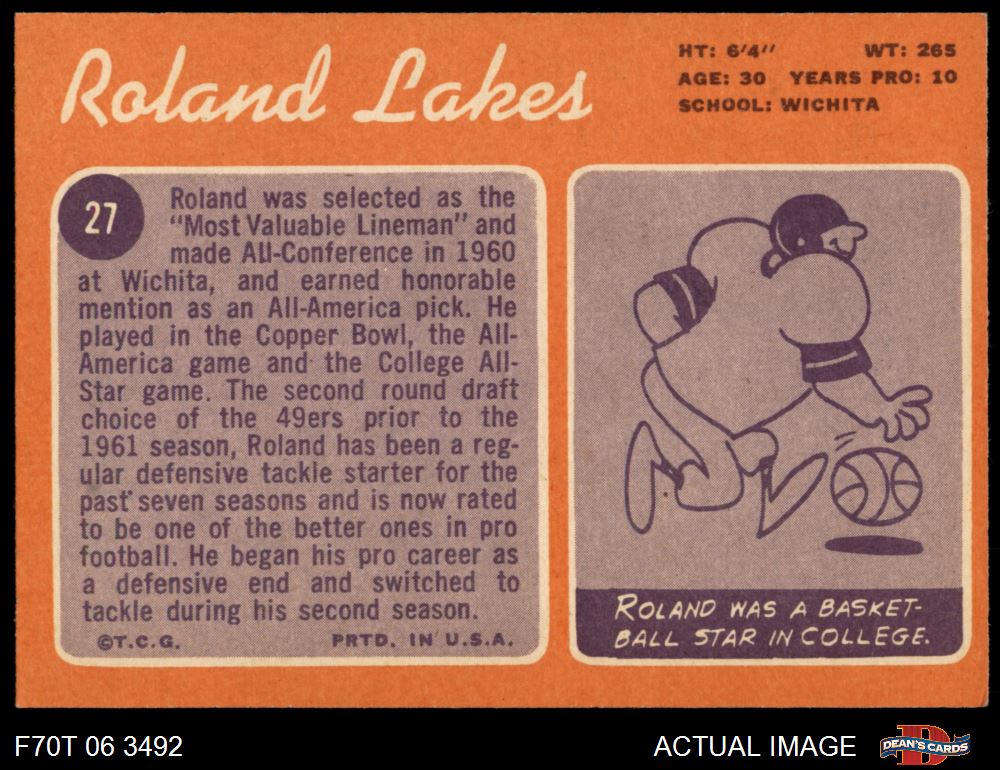 Roland Lakes
HT: 6'4" WT: 265
AGE: 30 YEARS PRO: 10
SCHOOL: WICHITA
27
Roland was selected as the
"Most Valuable Lineman" and
made All-Conference in 1960
at Wichita, and earned honorable
mention as an All-America pick. He
played in the Copper Bowl, the All-
America game and the College All-
Star game. The second round draft
choice of the 49ers prior to the
1961 season, Roland has been a reg-
ular defensive tackle starter for the
past seven seasons and is now rated
to be one of the better ones in pro
football. He began his pro career as
a defensive end and switched to
tackle during his second season.
©T.C.G. PRTD. IN U.S.A.
ROLAND WAS A BASKET-
BALL STAR IN COLLEGE.
F70T 06 3492
ACTUAL IMAGE
D
DEAN'S CARDS